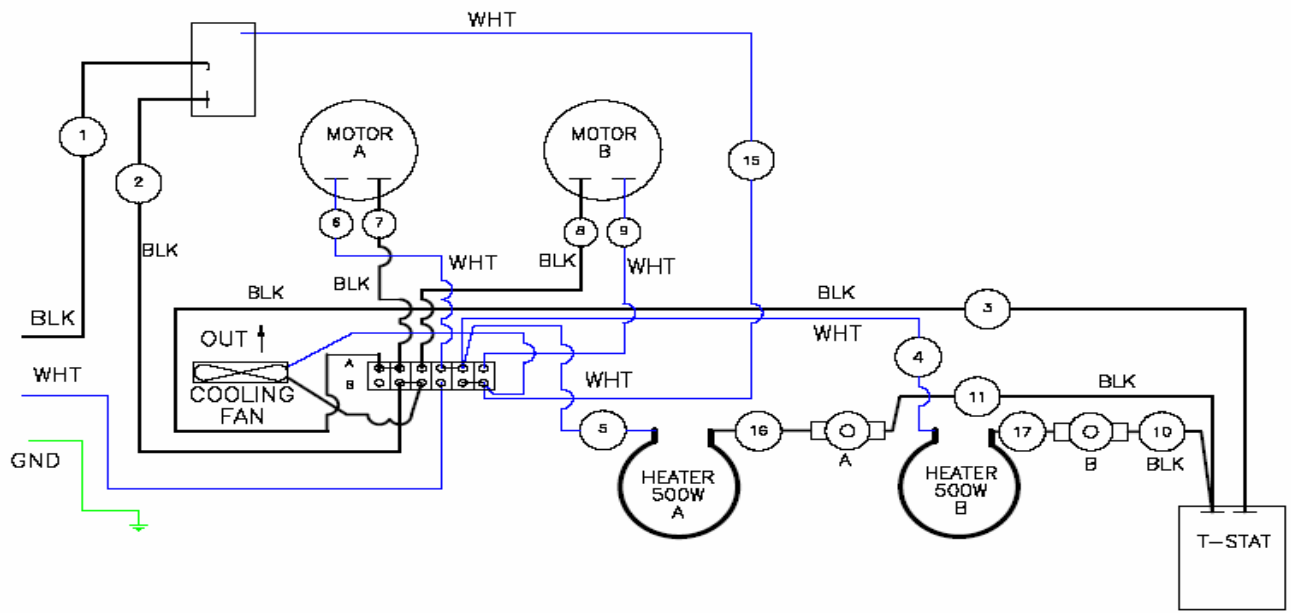 WHT
1
2
MOTOR
A
MOTOR
B
15
6
7
8
9
BLK
WHT
BLK
BLK
WHT
BLK
BLK
3
BLK
OUT
WHT
4
WHT
A
B
COOLING
FAN
WHT
BLK
11
5
16
17
10
A
B
BLK
GND
HEATER
500W
A
HEATER
500W
B
T-STAT